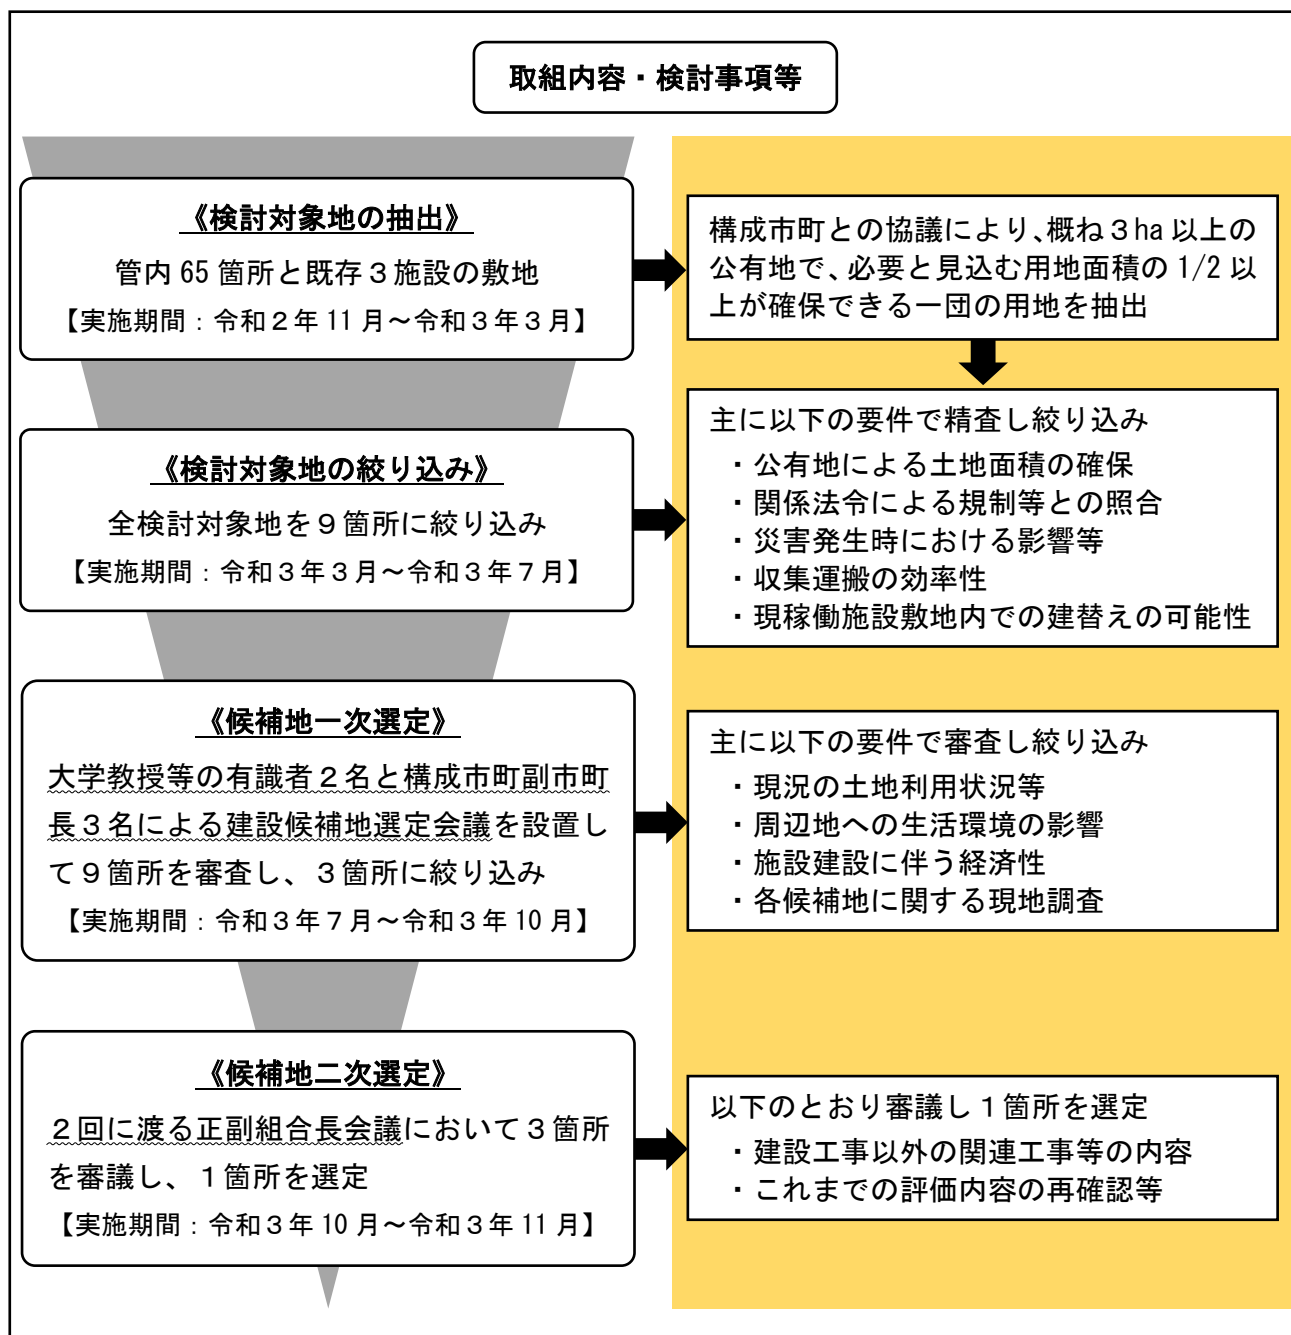 取組内容・検討事項等
《検討対象地の抽出》
管内 65 箇所と既存３施設の敷地
【実施期間：令和２年 11 月～令和３年３月】
構成市町との協議により、概ね３ha 以上の
公有地で、必要と見込む用地面積の 1/2 以
上が確保できる一団の用地を抽出
《検討対象地の絞り込み》
全検討対象地を９箇所に絞り込み
【実施期間：令和３年３月～令和３年７月】
主に以下の要件で精査し絞り込み
・公有地による土地面積の確保
・関係法令による規制等との照合
・災害発生時における影響等
・収集運搬の効率性
・現稼働施設敷地内での建替えの可能性
《候補地一次選定》
大学教授等の有識者２名と構成市町副市町
長３名による建設候補地選定会議を設置し
て９箇所を審査し、３箇所に絞り込み
【実施期間：令和３年７月～令和３年 10 月】
主に以下の要件で審査し絞り込み
・現況の土地利用状況等
・周辺地への生活環境の影響
・施設建設に伴う経済性
・各候補地に関する現地調査
《候補地二次選定》
２回に渡る正副組合長会議において３箇所
を審議し、１箇所を選定
【実施期間：令和３年 10 月～令和３年 11 月】
以下のとおり審議し１箇所を選定
・建設工事以外の関連工事等の内容
・これまでの評価内容の再確認等